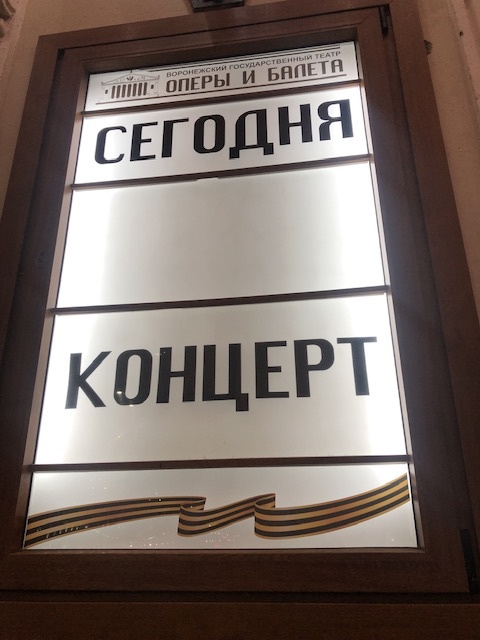 ВОРОНЕЖСКИЙ ГОСУДАРСТВЕННЫЙ ТЕАТР
ОПЕРЫ И БАЛЕТА
СЕГОДНЯ
КОНЦЕРТ